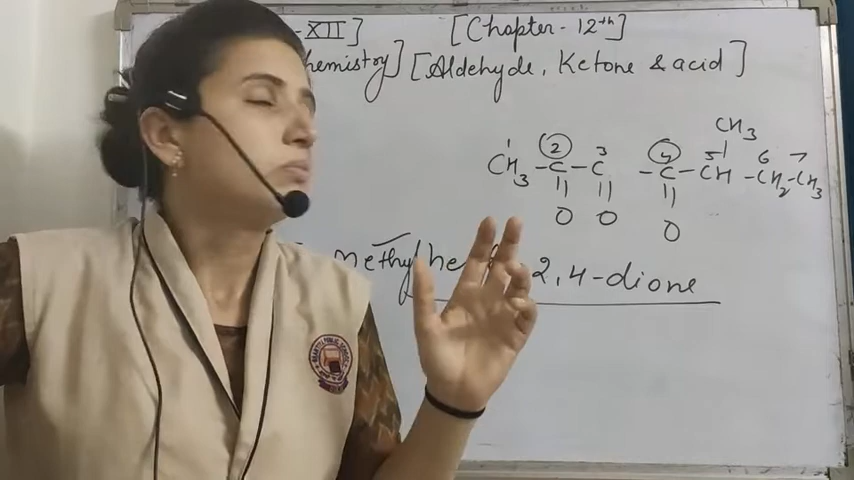 -XII] [Chapter-12th]
hemistry] [Aldehyde, Ketone & acid]
CH3
1 2 3 4 5 6 7
CH3-C-C -C-CH-CH2-CH3
O O O
methylhe 2,4-dione